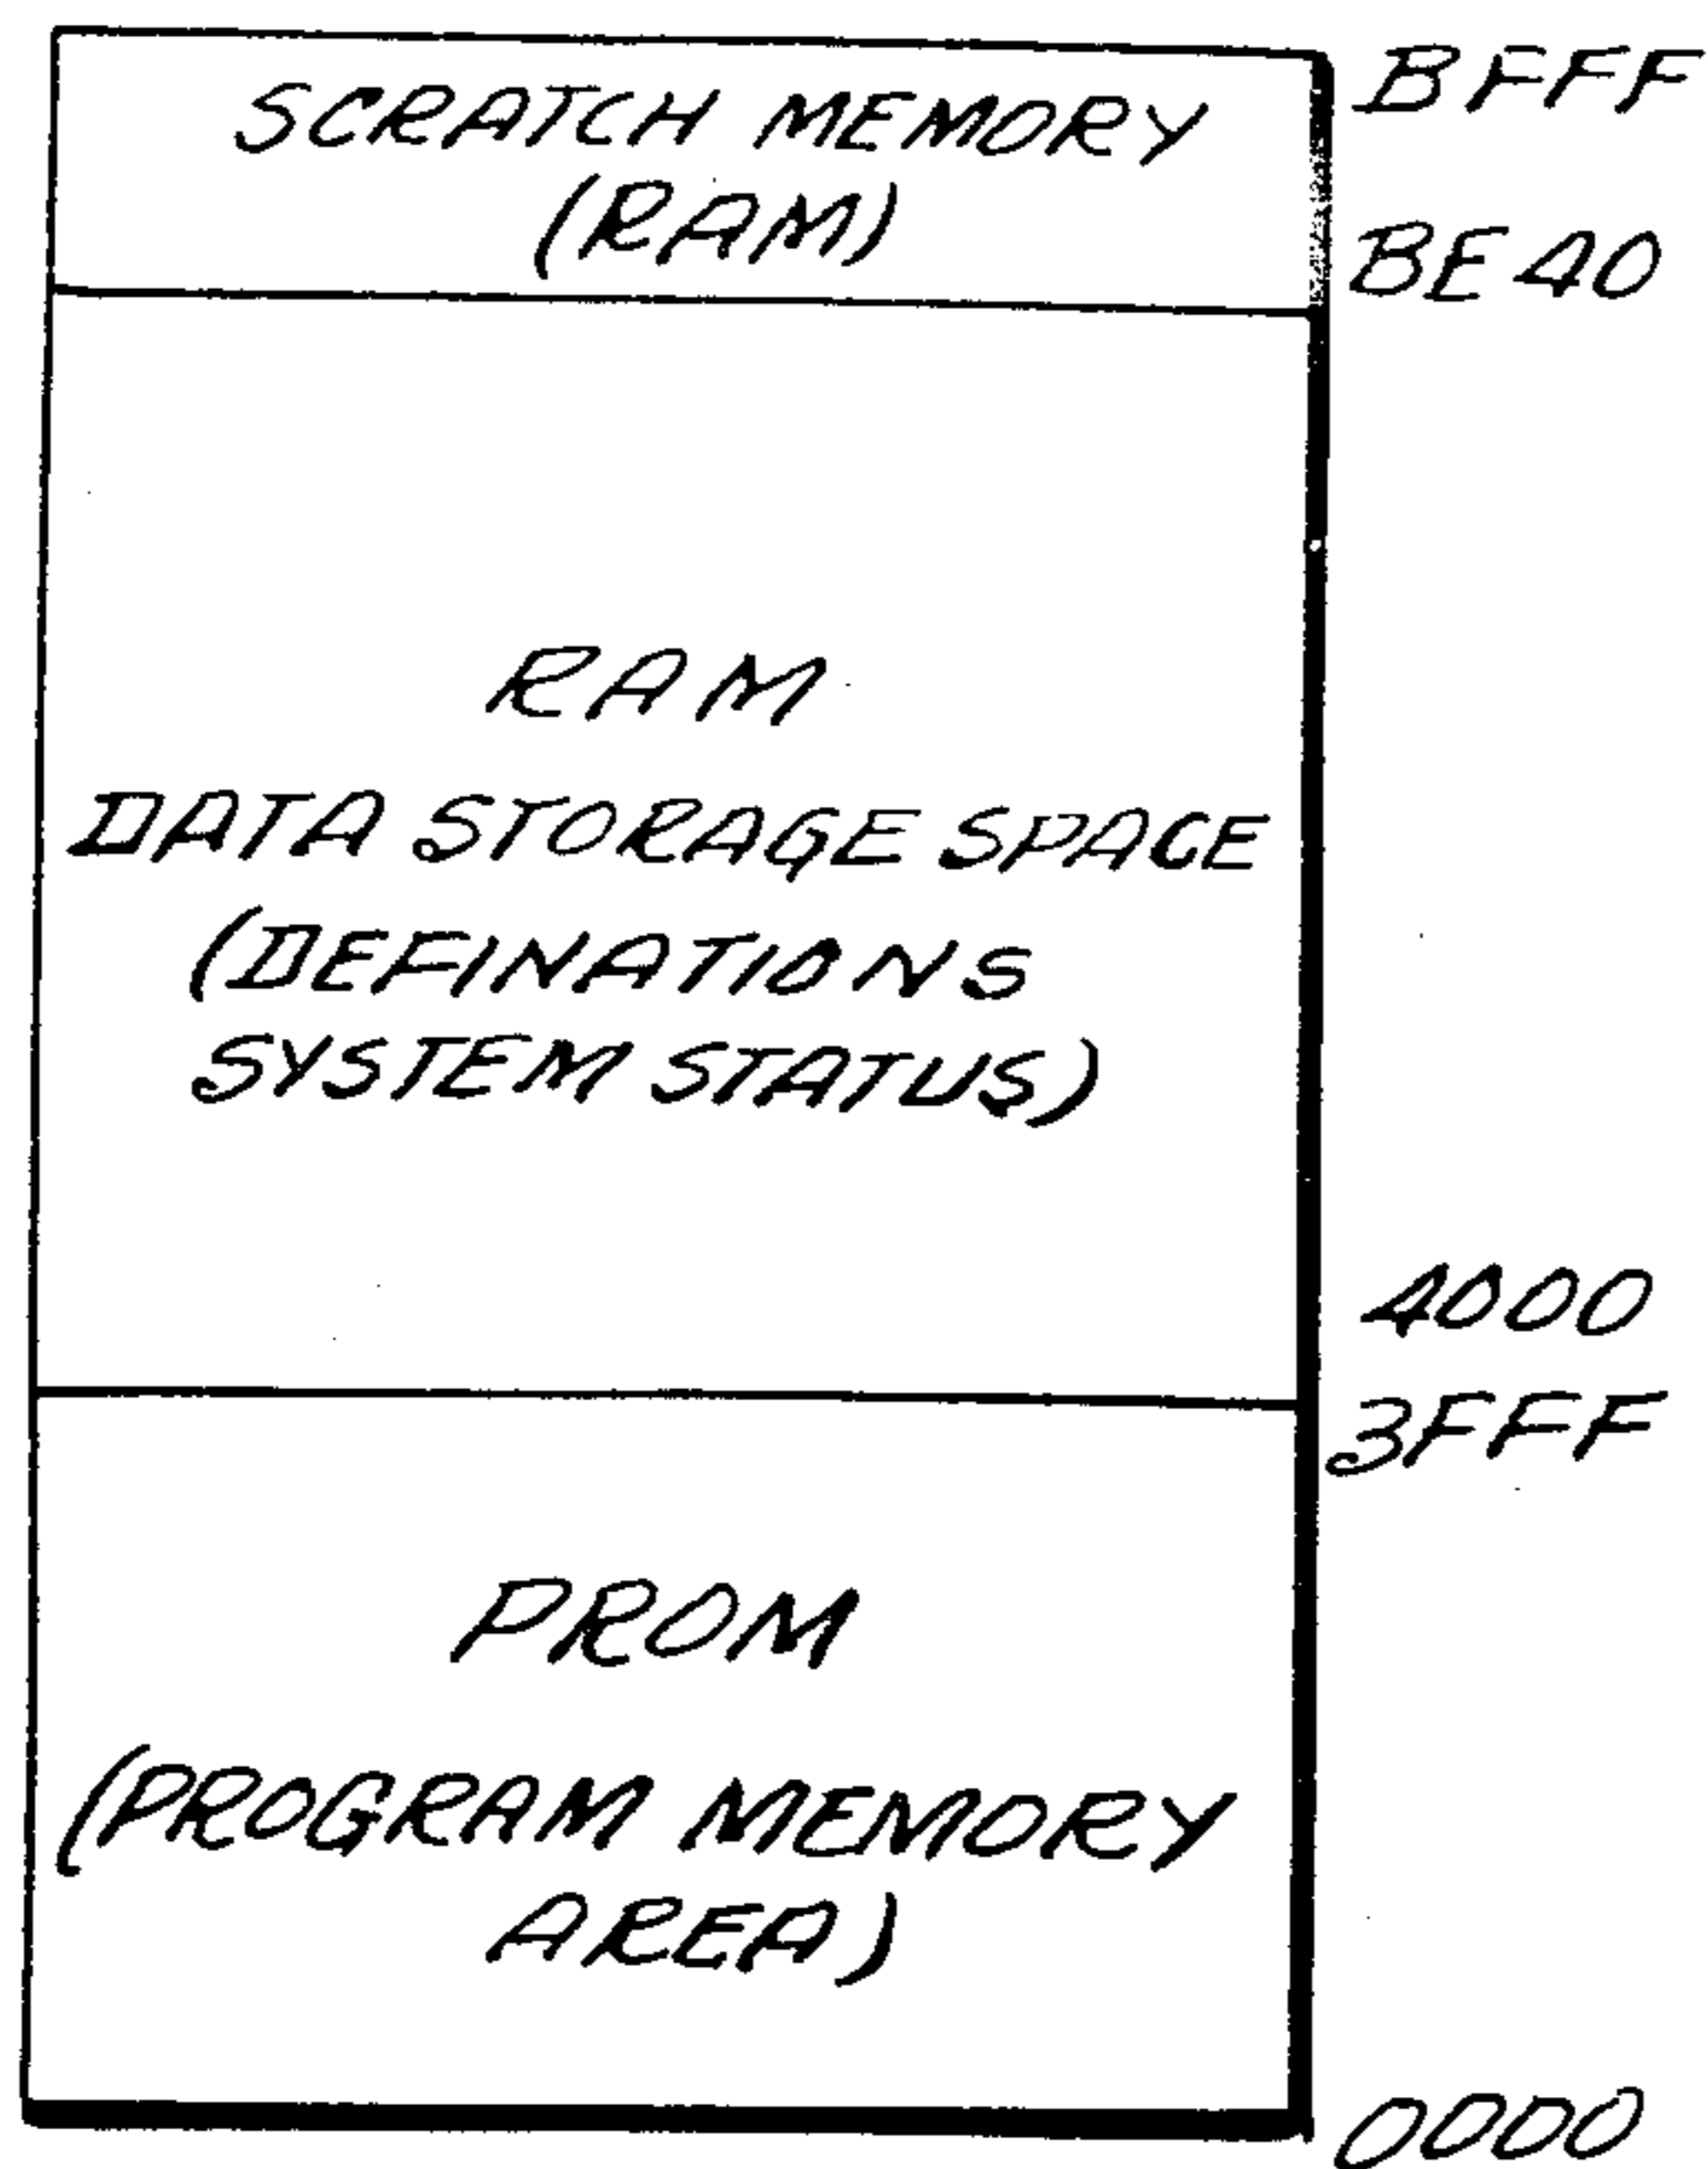 SCRATCH MEMORY
(RAM)
BFFF
BE40
RAM
DATA STORAGE SPACE
(DEFINATIONS
SYSTEM STATUS)
4000
3FFF
PROM
(PROGRAM MEMORY
AREA)
0000